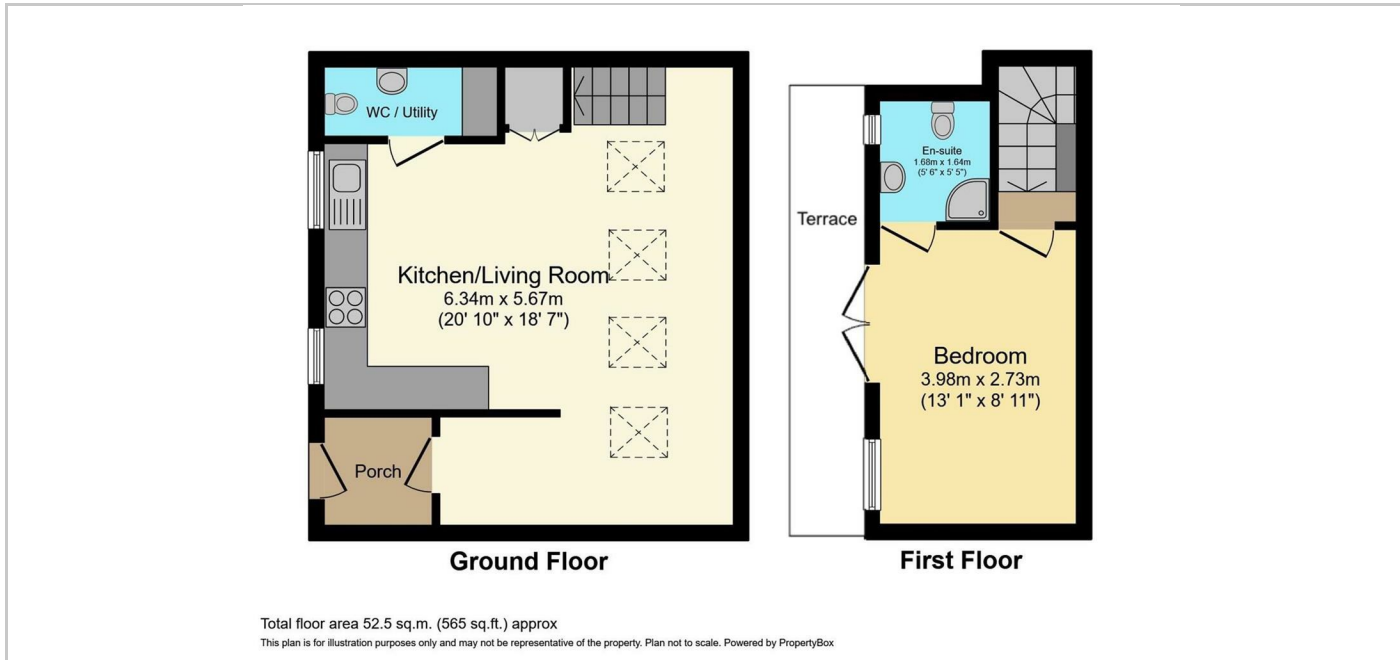 WC / Utility
Kitchen/Living Room
6.34m x 5.67m
(20' 10" x 18' 7")
Porch
Ground Floor
Terrace
En-suite
1.68m x 1.64m
(5' 6" x 5' 5")
Bedroom
3.98m x 2.73m
(13' 1" x 8' 11")
First Floor
Total floor area 52.5 sq.m. (565 sq.ft.) approx
This plan is for illustration purposes only and may not be representative of the property. Plan not to scale. Powered by PropertyBox